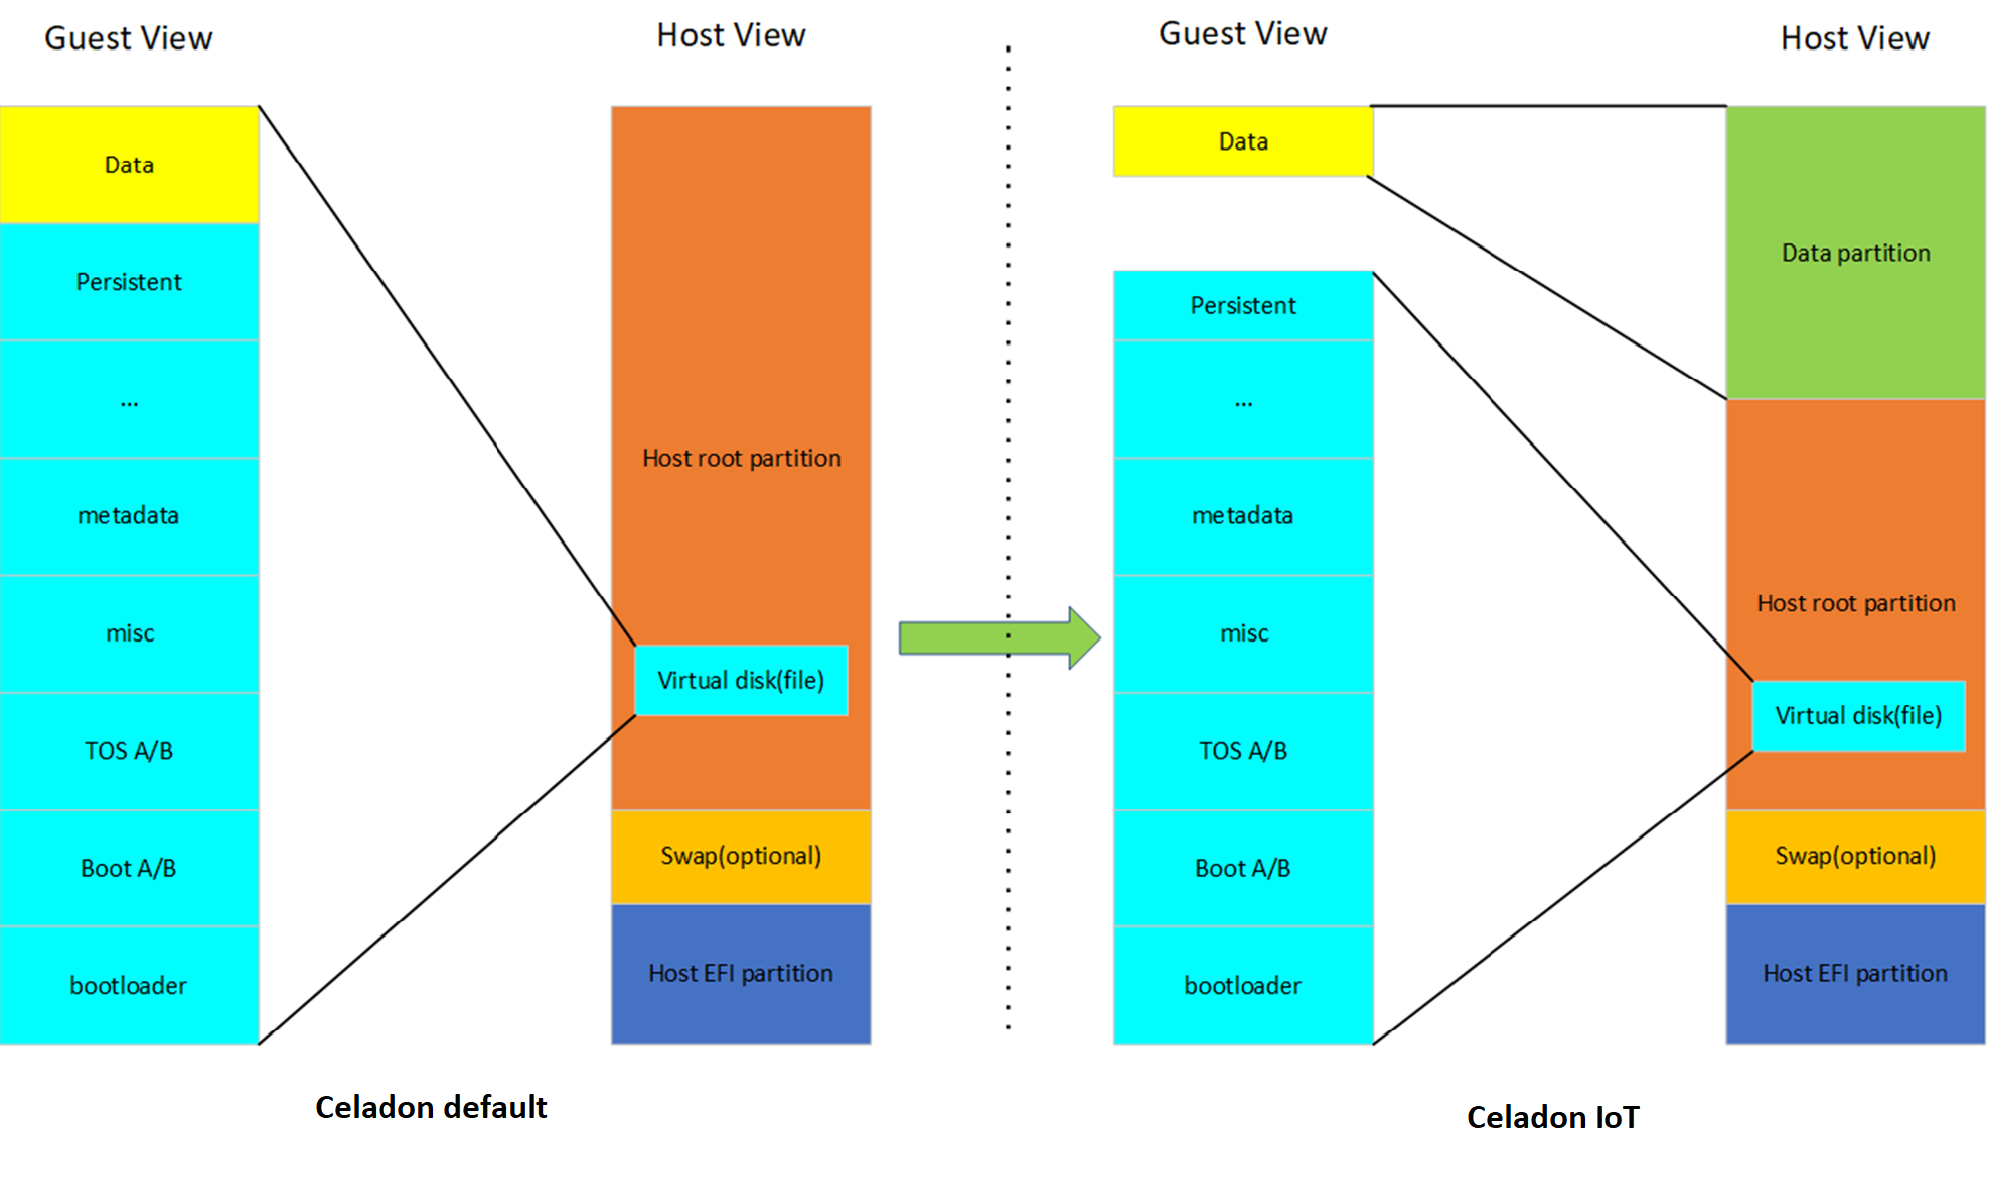 Guest View
Host View
Data
Persistent
...
metadata
misc
TOS A/B
Boot A/B
bootloader
Host root partition
Virtual disk(file)
Swap(optional)
Host EFI partition
Celadon default
Guest View
Host View
Data
Persistent
...
metadata
misc
TOS A/B
Boot A/B
bootloader
Data partition
Host root partition
Virtual disk(file)
Swap(optional)
Host EFI partition
Celadon IoT